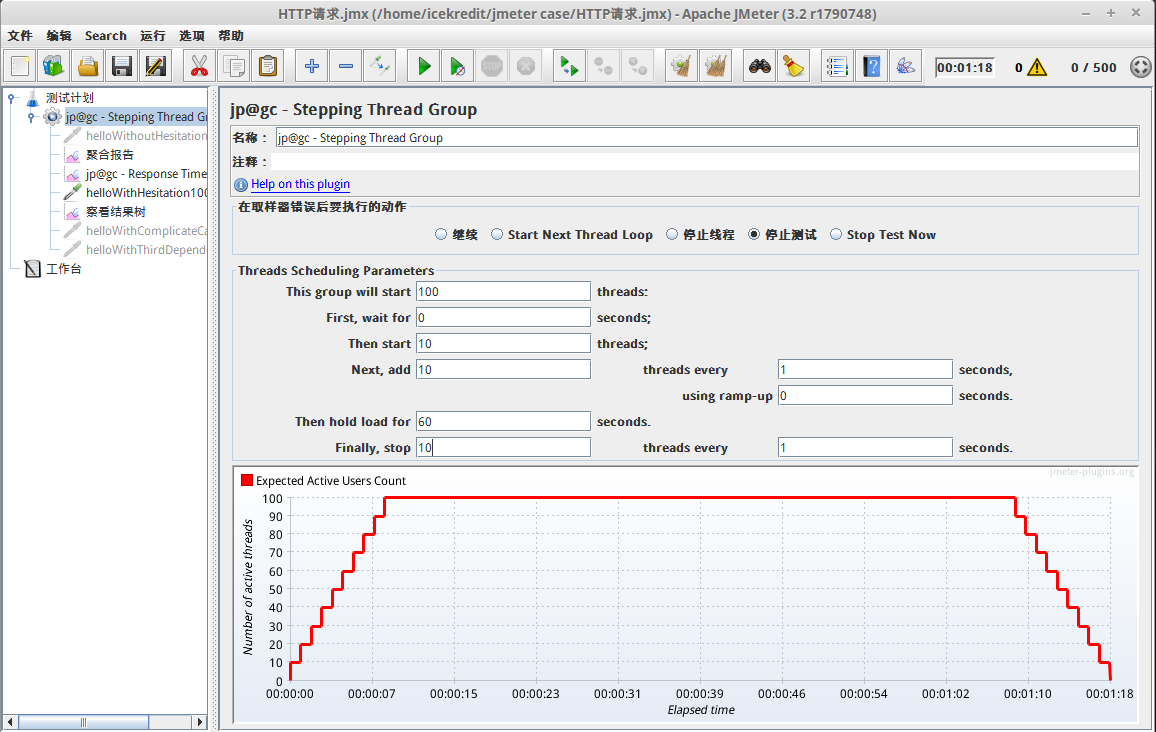 HTTP请求.jmx (/home/icekredit/jmeter case/HTTP请求.jmx) - Apache JMeter (3.2 r1790748)
文件 编辑 Search 运行 选项 帮助
STOP
00:01:18 0 0 / 500
测试计划
jp@gc - Stepping Thread Gr
helloWithoutHesitation
聚合报告
jp@gc - Response Time
helloWithHesitation100
察看结果树
helloWithComplicateCa
helloWithThirdDepend
工作台
jp@gc - Stepping Thread Group
名称： jp@gc - Stepping Thread Group
注释：
Help on this plugin
在取样器错误后要执行的动作
继续 Start Next Thread Loop 停止线程 停止测试 Stop Test Now
Threads Scheduling Parameters
This group will start 100 threads:
First, wait for 0 seconds;
Then start 10 threads;
Next, add 10 threads every 1 seconds,
using ramp-up 0 seconds.
Then hold load for 60 seconds.
Finally, stop 10 threads every 1 seconds.
jmeter-plugins.org
Expected Active Users Count
Number of active threads
100
90
80
70
60
50
40
30
20
10
0
00:00:00 00:00:07 00:00:15 00:00:23 00:00:31 00:00:39 00:00:46 00:00:54 00:01:02 00:01:10 00:01:18
Elapsed time